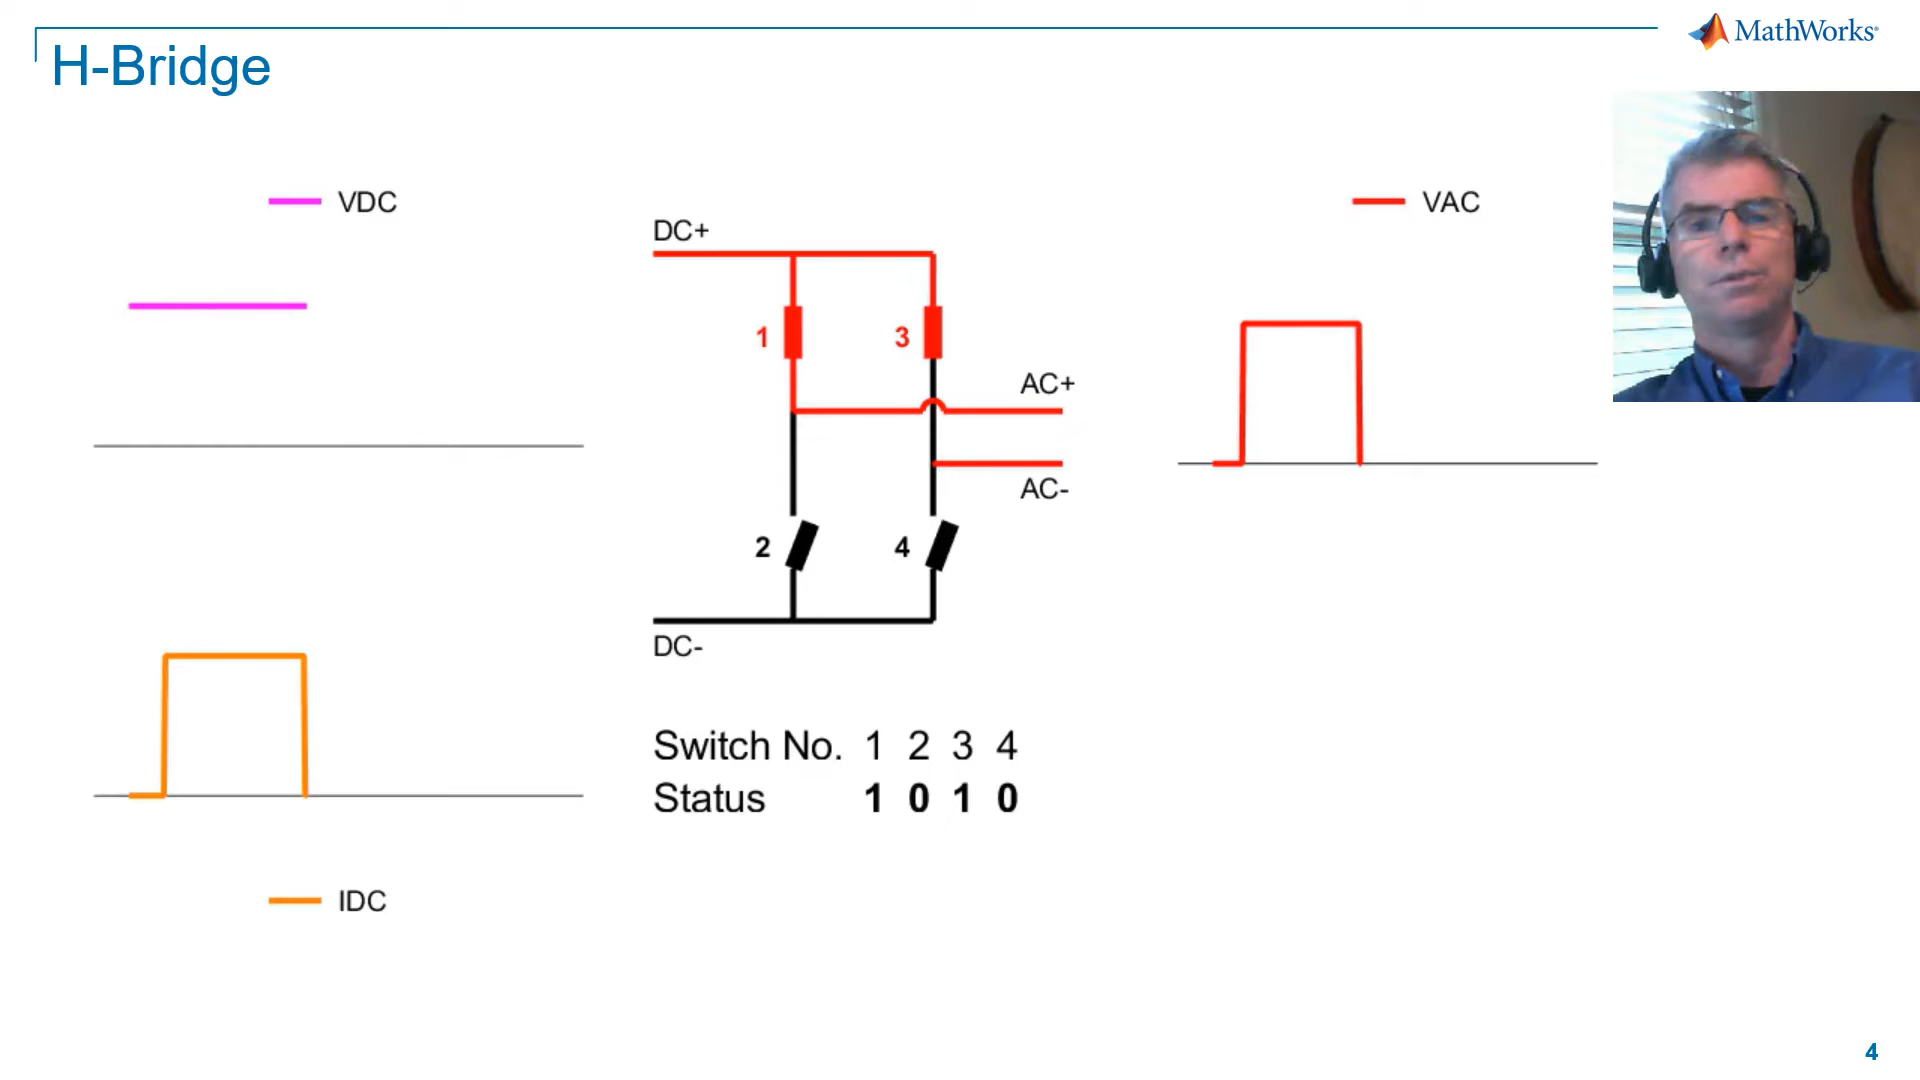 H-Bridge
MathWorks
VDC
DC+
1
3
AC+
AC-
2
4
DC-
VAC
Switch No. 1 2 3 4
Status 1 0 1 0
IDC
4